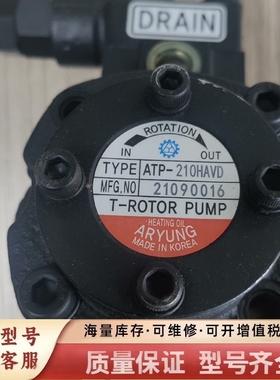 DRAIN
ROTATION
IN OUT
TYPE ATP-210HAVD
MFG.NO 21090016
T-ROTOR PUMP
HEATING OIL
ARYUNG
MADE IN KOREA
型号 海量库存·可维修·可开增值票
客服 质量保证 型号齐